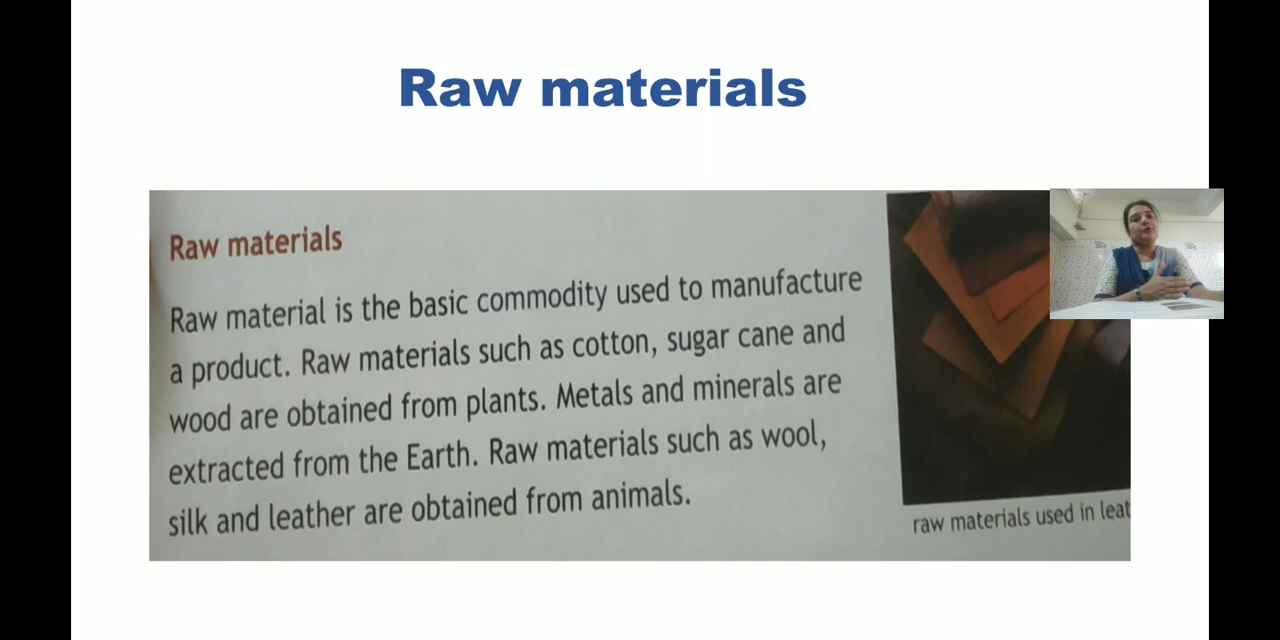 Raw materials
Raw materials
Raw material is the basic commodity used to manufacture
a product. Raw materials such as cotton, sugar cane and
wood are obtained from plants. Metals and minerals are
extracted from the Earth. Raw materials such as wool,
silk and leather are obtained from animals.
raw materials used in leat